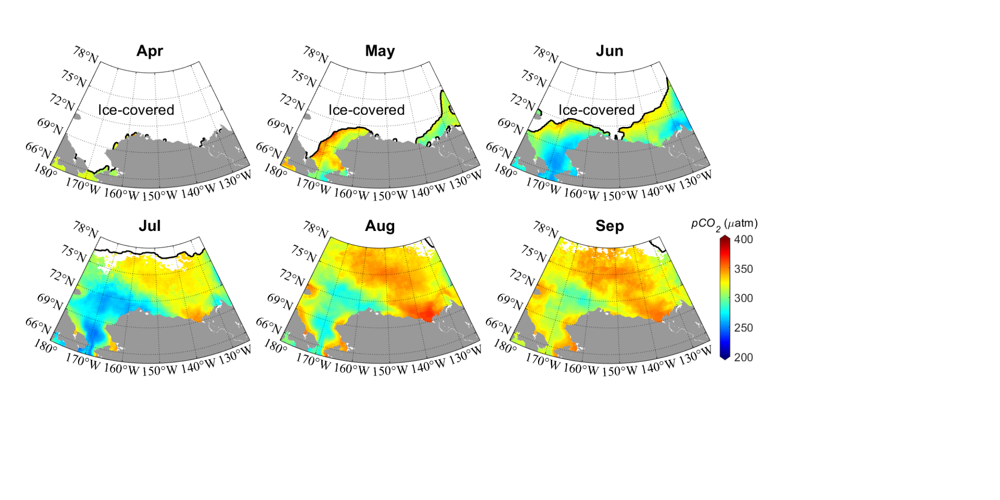 Apr
78°N
75°N
72°N
69°N
66°N
180°
170°W
160°W
150°W
140°W
130°W
Ice-covered
May
78°N
75°N
72°N
69°N
66°N
180°
170°W
160°W
150°W
140°W
130°W
Ice-covered
Jun
78°N
75°N
72°N
69°N
66°N
180°
170°W
160°W
150°W
140°W
130°W
Ice-covered
Jul
78°N
75°N
72°N
69°N
66°N
180°
170°W
160°W
150°W
140°W
130°W
Aug
78°N
75°N
72°N
69°N
66°N
180°
170°W
160°W
150°W
140°W
130°W
Sep
78°N
75°N
72°N
69°N
66°N
180°
170°W
160°W
150°W
140°W
130°W
pCO₂ (μatm)
400
350
300
250
200